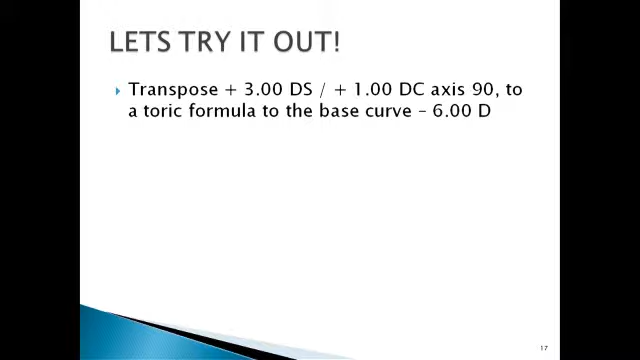 LETS TRY IT OUT!
Transpose + 3.00 DS / + 1.00 DC axis 90, to
a toric formula to the base curve – 6.00 D
17